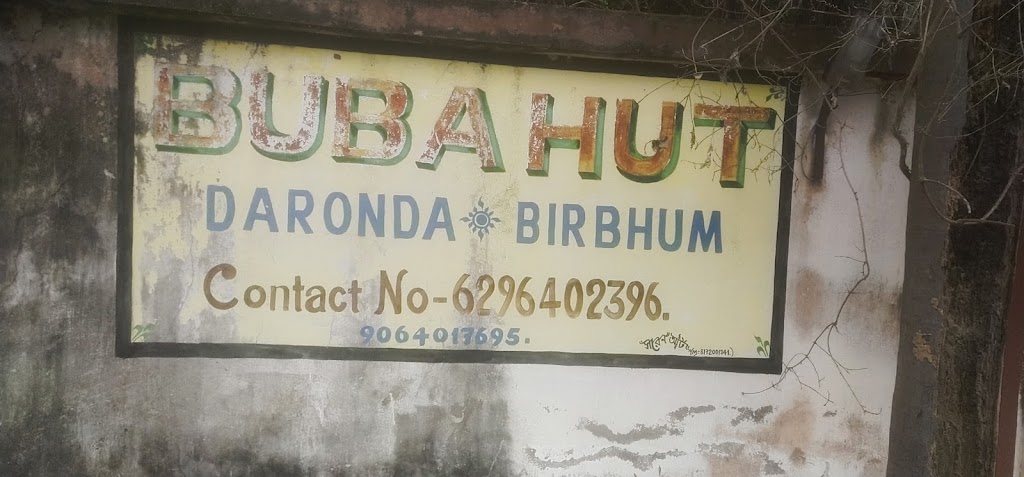 BUBA HUT
DARONDA BIRBHUM
Contact No-6296402396.
9064017695.